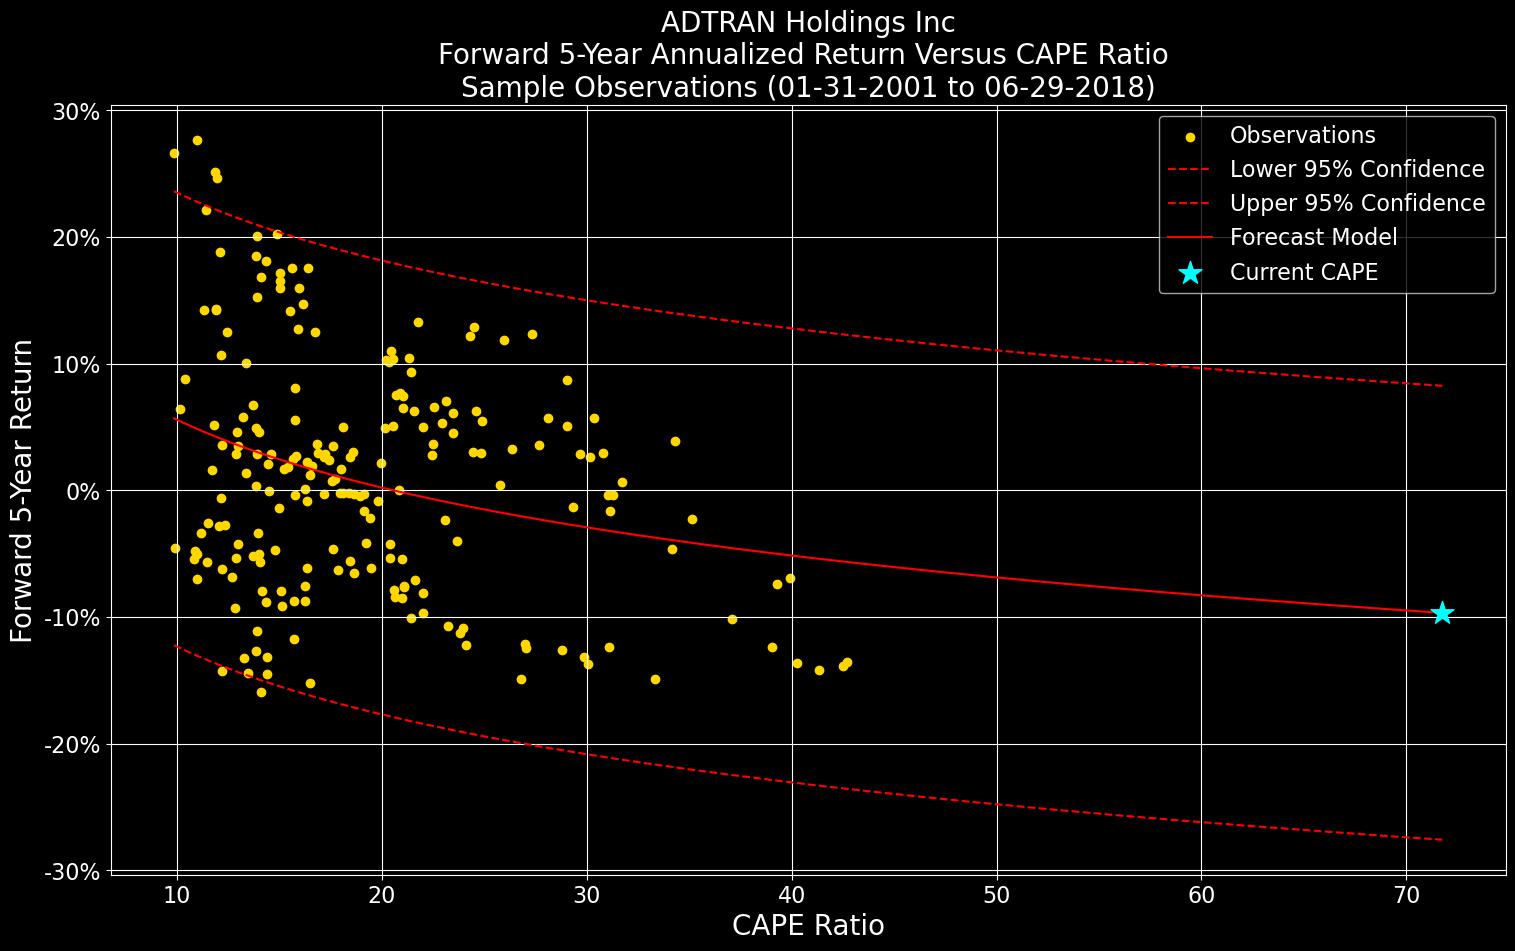 ADTRAN Holdings Inc
Forward 5-Year Annualized Return Versus CAPE Ratio
Sample Observations (01-31-2001 to 06-29-2018)
Forward 5-Year Return
30%
20%
10%
0%
-10%
-20%
-30%
Observations
Lower 95% Confidence
Upper 95% Confidence
Forecast Model
Current CAPE
10 20 30 40 50 60 70
CAPE Ratio